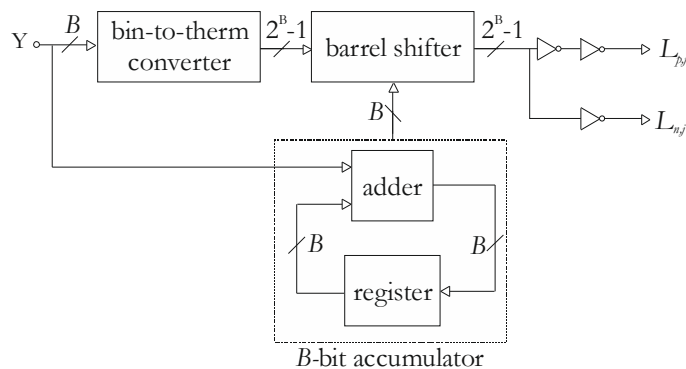 Y
B
bin-to-therm
converter
2^B-1
barrel shifter
2^B-1
L_{p,j}
L_{n,j}
B
adder
B
B
register
B-bit accumulator